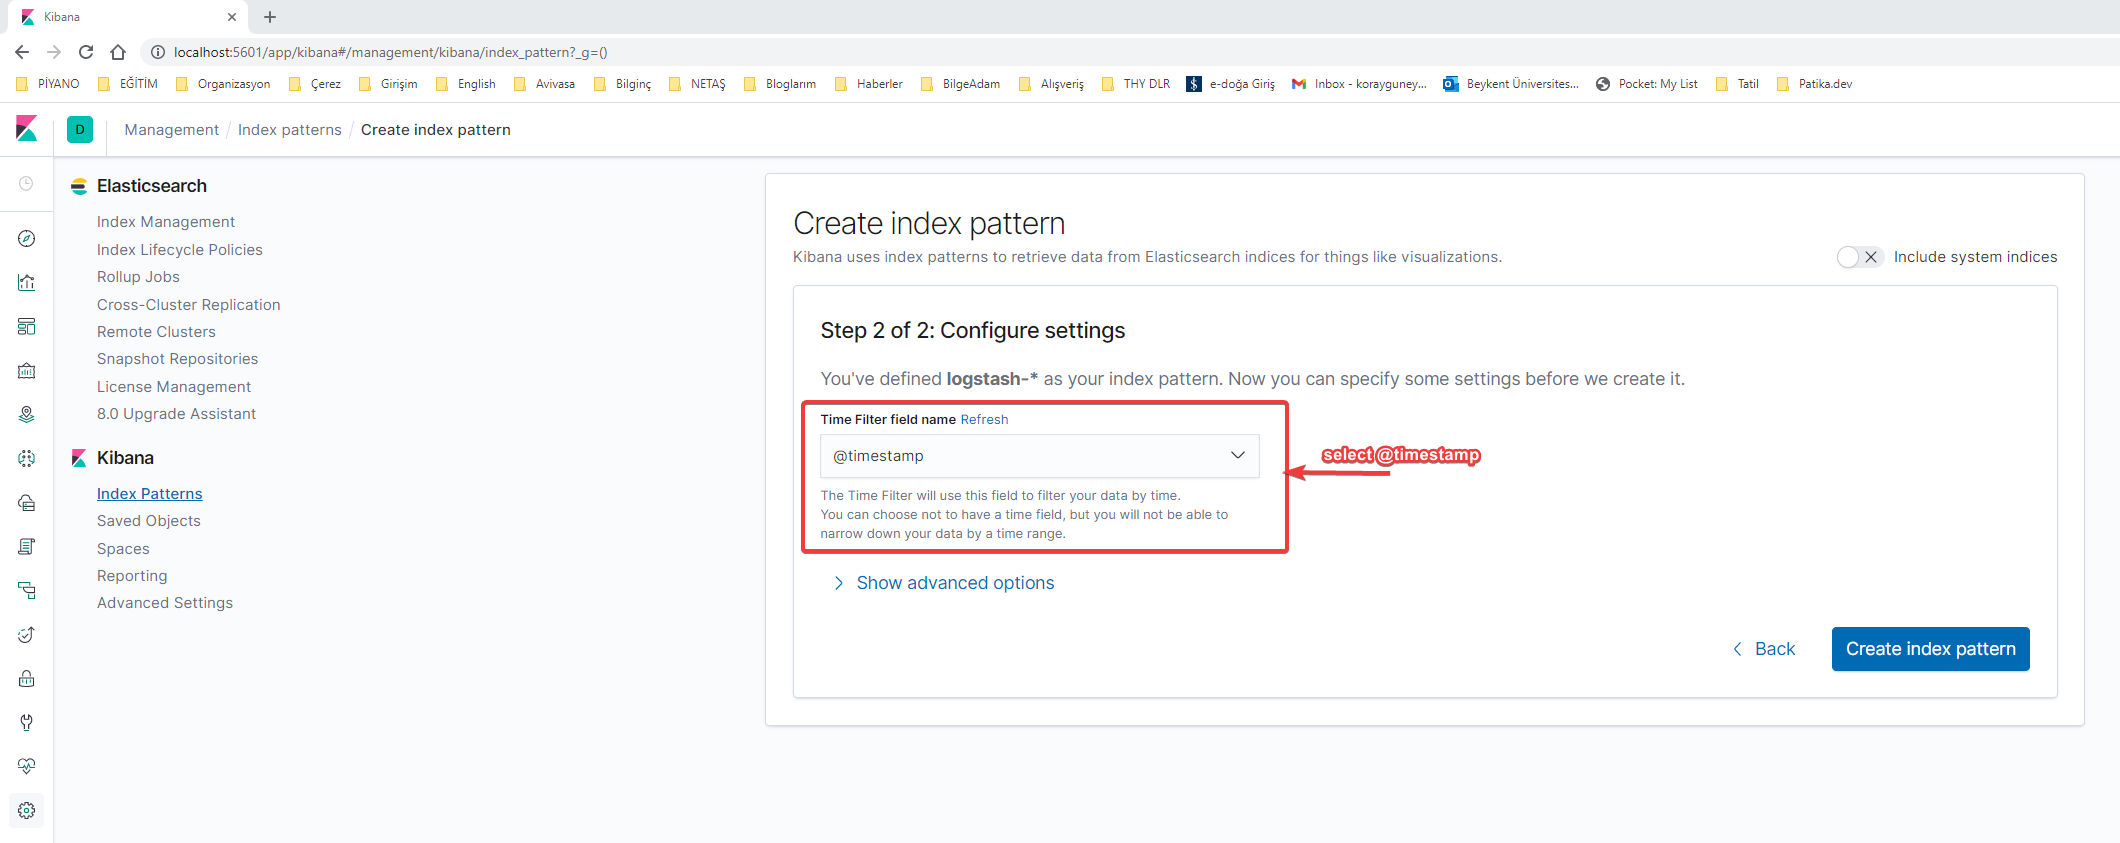 Kibana
localhost:5601/app/kibana#/management/kibana/index_pattern?_g=()
PİYANO EĞİTİM Organizasyon Çerez Girişim English Avivasa Bilginç NETAŞ Bloglarım Haberler BilgeAdam Alışveriş THY DLR e-doğa Giriş Inbox - korayguney... Beykent Üniversites... Pocket: My List Tatil Patika.dev
D Management / Index patterns / Create index pattern
Elasticsearch
Index Management
Index Lifecycle Policies
Rollup Jobs
Cross-Cluster Replication
Remote Clusters
Snapshot Repositories
License Management
8.0 Upgrade Assistant
Kibana
Index Patterns
Saved Objects
Spaces
Reporting
Advanced Settings
Create index pattern
Kibana uses index patterns to retrieve data from Elasticsearch indices for things like visualizations.
Include system indices
Step 2 of 2: Configure settings
You've defined logstash-* as your index pattern. Now you can specify some settings before we create it.
Time Filter field name Refresh
@timestamp
select @timestamp
The Time Filter will use this field to filter your data by time.
You can choose not to have a time field, but you will not be able to
narrow down your data by a time range.
Show advanced options
Back
Create index pattern